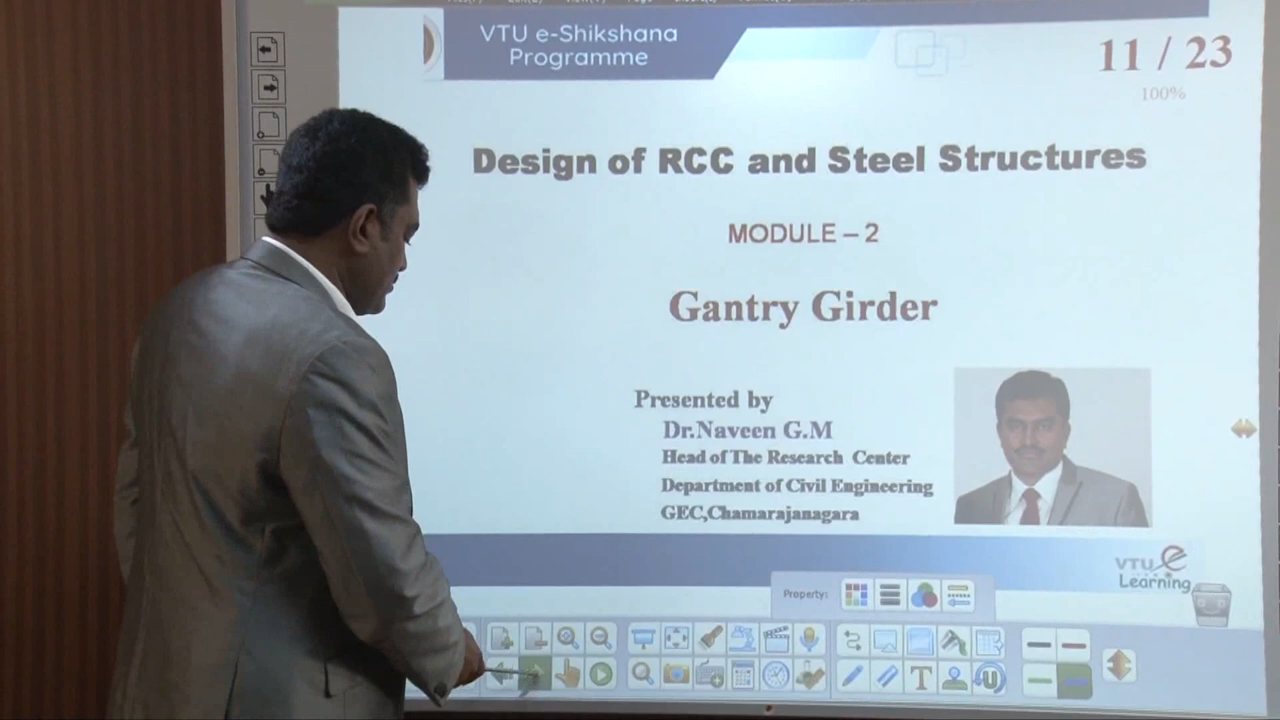 VTU e-Shikshana
Programme
11 / 23
100%
Design of RCC and Steel Structures
MODULE – 2
Gantry Girder
Presented by
Dr.Naveen G.M
Head of The Research Center
Department of Civil Engineering
GEC,Chamarajanagara
VTU e
Learning
Property:
T